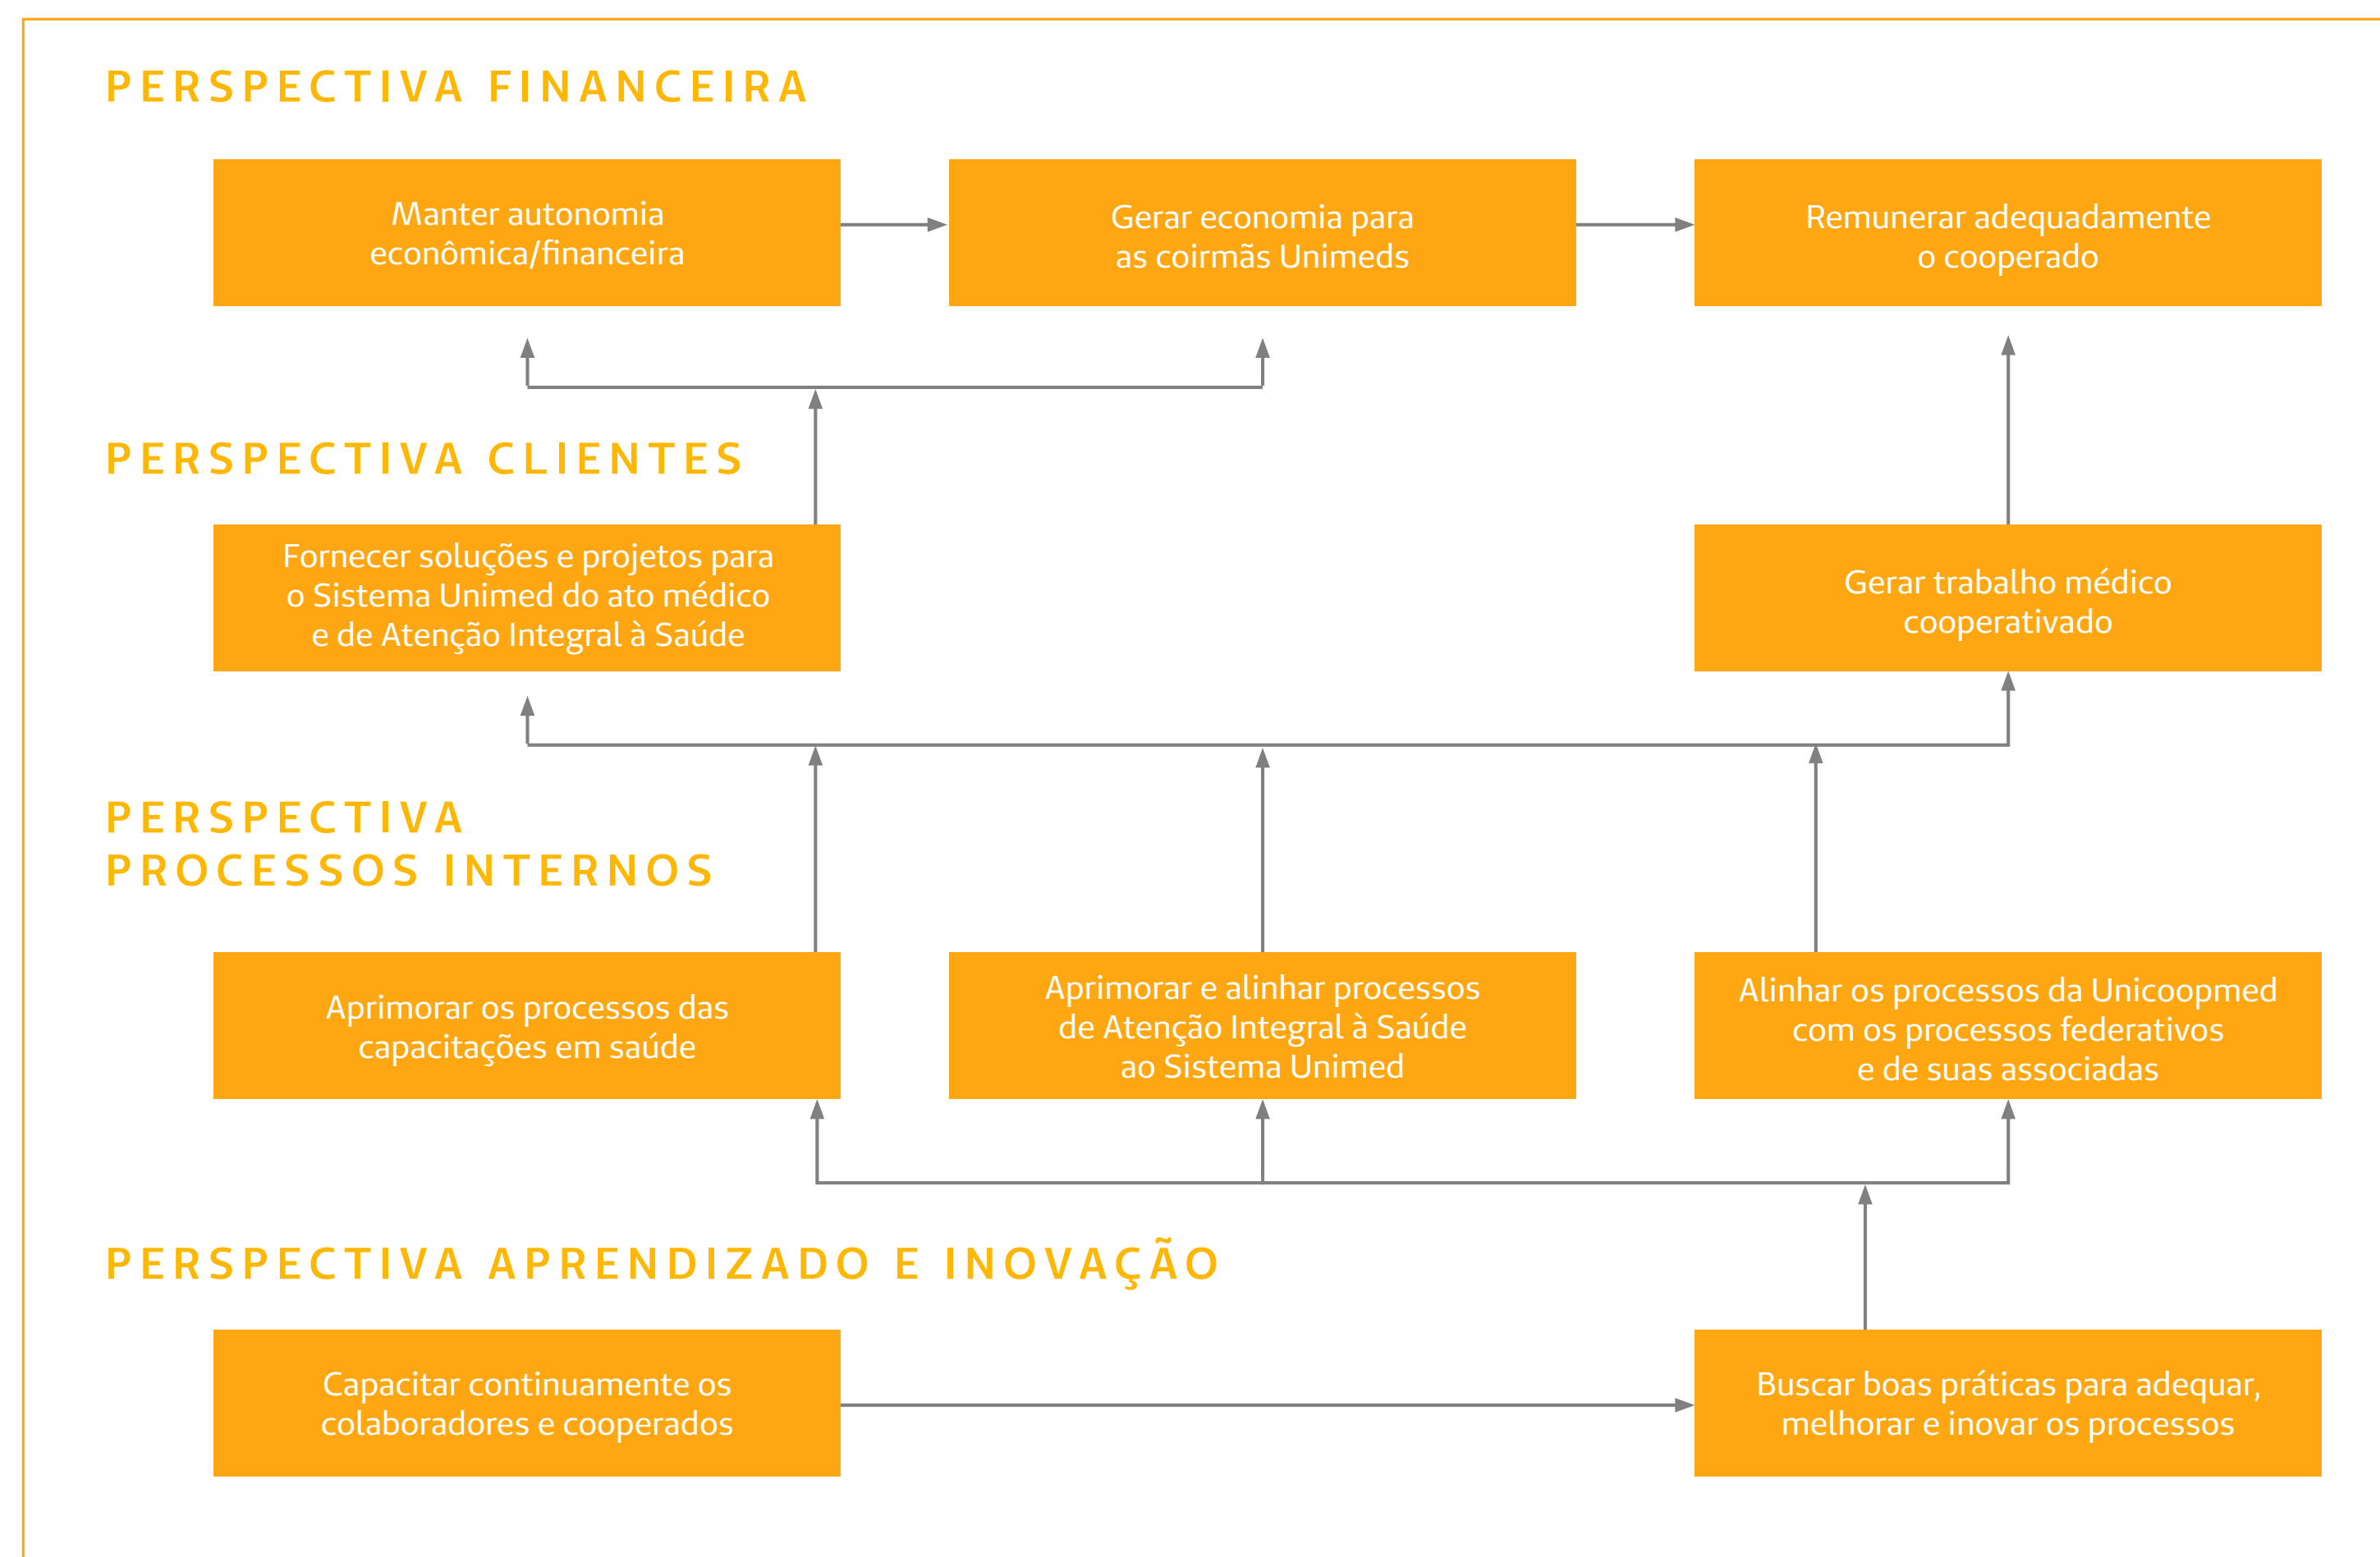 PERSPECTIVA FINANCEIRA
Manter autonomia
econômica/financeira
Gerar economia para
as coirmãs Unimeds
Remunerar adequadamente
o cooperado
PERSPECTIVA CLIENTES
Fornecer soluções e projetos para
o Sistema Unimed do ato médico
e de Atenção Integral à Saúde
Gerar trabalho médico
cooperativado
PERSPECTIVA
PROCESSOS INTERNOS
Aprimorar os processos das
capacitações em saúde
Aprimorar e alinhar processos
de Atenção Integral à Saúde
ao Sistema Unimed
Alinhar os processos da Unicoopmed
com os processos federativos
e de suas associadas
PERSPECTIVA APRENDIZADO E INOVAÇÃO
Capacitar continuamente os
colaboradores e cooperados
Buscar boas práticas para adequar,
melhorar e inovar os processos